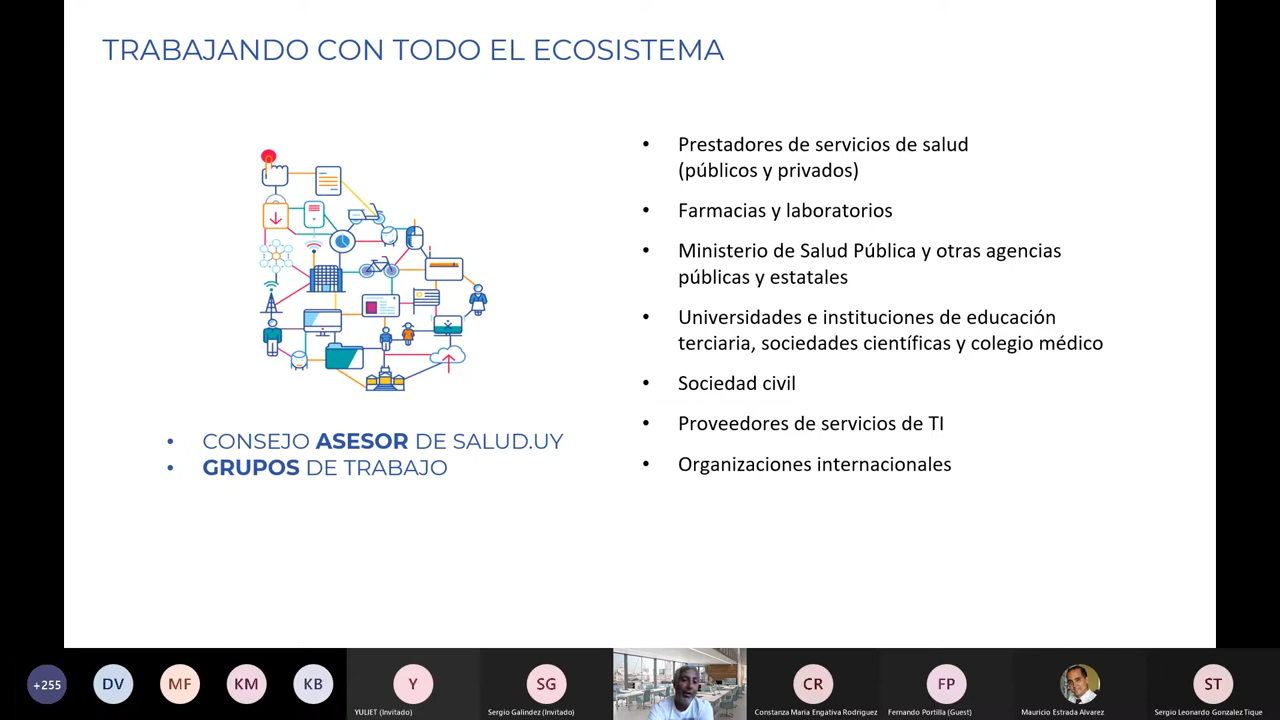 TRABAJANDO CON TODO EL ECOSISTEMA
• Prestadores de servicios de salud
(públicos y privados)
• Farmacias y laboratorios
• Ministerio de Salud Pública y otras agencias
públicas y estatales
• Universidades e instituciones de educación
terciaria, sociedades científicas y colegio médico
• Sociedad civil
• Proveedores de servicios de TI
• Organizaciones internacionales
• CONSEJO ASESOR DE SALUD.UY
• GRUPOS DE TRABAJO
+255
DV
MF
KM
KB
Y
YULIET (Invitado)
SG
Sergio Galindez (Invitado)
CR
Constanza Maria Engativa Rodriguez
FP
Fernando Portilla (Guest)
Mauricio Estrada Alvarez
ST
Sergio Leonardo Gonzalez Tique